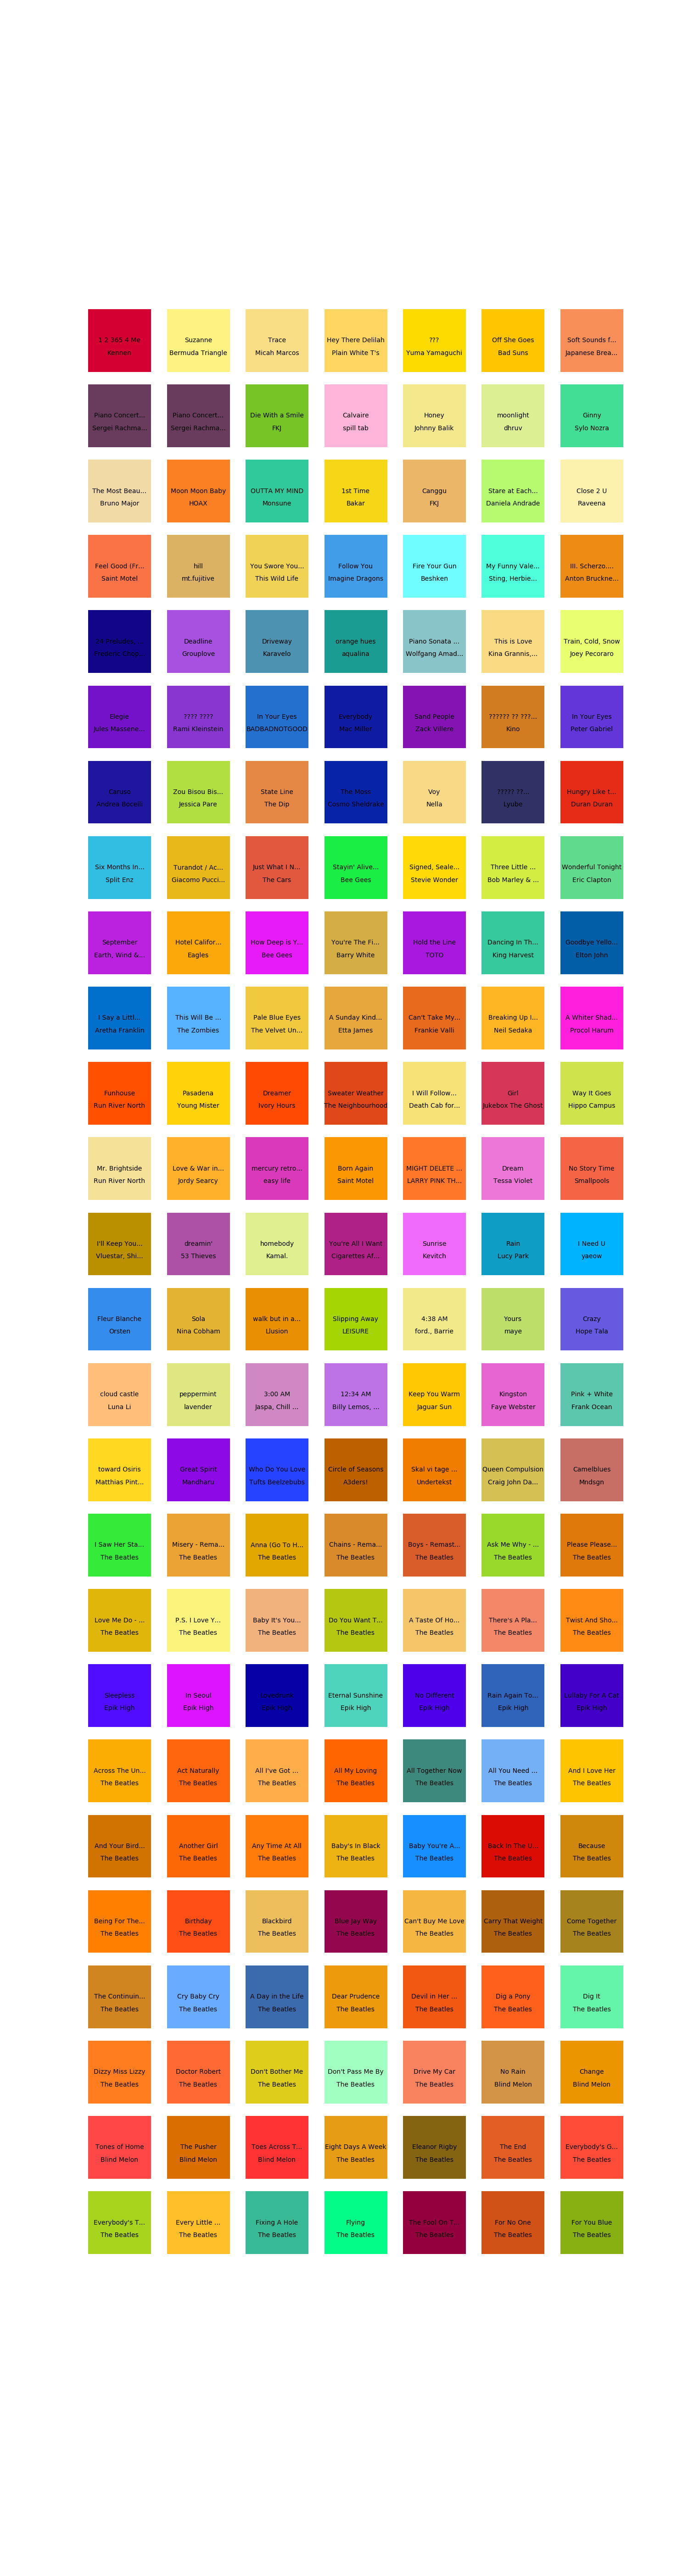 1 2 365 4 Me
Kennen
Suzanne
Bermuda Triangle
Trace
Micah Marcos
Hey There Delilah
Plain White T's
???
Yuma Yamaguchi
Off She Goes
Bad Suns
Soft Sounds f...
Japanese Brea...
Piano Concert...
Sergei Rachma...
Piano Concert...
Sergei Rachma...
Die With a Smile
FKJ
Calvaire
spill tab
Honey
Johnny Balik
moonlight
dhruv
Ginny
Sylo Nozra
The Most Beau...
Bruno Major
Moon Moon Baby
HOAX
OUTTA MY MIND
Monsune
1st Time
Bakar
Canggu
FKJ
Stare at Each...
Daniela Andrade
Close 2 U
Raveena
Feel Good (Fr...
Saint Motel
hill
mt.fujitive
You Swore You...
This Wild Life
Follow You
Imagine Dragons
Fire Your Gun
Beshken
My Funny Vale...
Sting, Herbie...
III. Scherzo....
Anton Bruckne...
24 Préludes, ...
Frédéric Chop...
Deadline
Grouplove
Driveway
Karavelo
orange hues
aqualina
Piano Sonata ...
Wolfgang Amad...
This is Love
Kina Grannis,...
Train, Cold, Snow
Joey Pecoraro
Elegie
Jules Massene...
???? ????
Rami Kleinstein
In Your Eyes
BADBADNOTGOOD
Everybody
Mac Miller
Sand People
Zack Villere
?????? ?? ???...
Kino
In Your Eyes
Peter Gabriel
Caruso
Andrea Bocelli
Zou Bisou Bis...
Jessica Pare
State Line
The Dip
The Moss
Cosmo Sheldrake
Voy
Nella
????? ??...
Lyube
Hungry Like t...
Duran Duran
Six Months In...
Split Enz
Turandot / Ac...
Giacomo Pucci...
Just What I N...
The Cars
Stayin' Alive...
Bee Gees
Signed, Seale...
Stevie Wonder
Three Little ...
Bob Marley & ...
Wonderful Tonight
Eric Clapton
September
Earth, Wind &...
Hotel Califor...
Eagles
How Deep is Y...
Bee Gees
You're The Fi...
Barry White
Hold the Line
TOTO
Dancing In Th...
King Harvest
Goodbye Yello...
Elton John
I Say a Littl...
Aretha Franklin
This Will Be ...
The Zombies
Pale Blue Eyes
The Velvet Un...
A Sunday Kind...
Etta James
Can't Take My...
Frankie Valli
Breaking Up I...
Neil Sedaka
A Whiter Shad...
Procol Harum
Funhouse
Run River North
Pasadena
Young Mister
Dreamer
Ivory Hours
Sweater Weather
The Neighbourhood
I Will Follow...
Death Cab for...
Girl
Jukebox The Ghost
Way It Goes
Hippo Campus
Mr. Brightside
Run River North
Love & War in...
Jordy Searcy
mercury retro...
easy life
Born Again
Saint Motel
MIGHT DELETE ...
LARRY PINK TH...
Dream
Tessa Violet
No Story Time
Smallpools
I'll Keep You...
Vluestar, Shi...
dreamin'
53 Thieves
homebody
Kamal.
You're All I Want
Cigarettes Af...
Sunrise
Kevitch
Rain
Lucy Park
I Need U
yaeow
Fleur Blanche
Orsten
Sola
Nina Cobham
walk but in a...
Llusion
Slipping Away
LEISURE
4:38 AM
ford., Barrie
Yours
maye
Crazy
Hope Tala
cloud castle
Luna Li
peppermint
lavender
3:00 AM
Jaspa, Chill ...
12:34 AM
Billy Lemos, ...
Keep You Warm
Jaguar Sun
Kingston
Faye Webster
Pink + White
Frank Ocean
toward Osiris
Matthias Pint...
Great Spirit
Mandharu
Who Do You Love
Tufts Beelzebubs
Circle of Seasons
A3ders!
Skal vi tage ...
Undertekst
Queen Compulsion
Craig John Da...
Camelblues
Mndsgn
I Saw Her Sta...
The Beatles
Misery - Rema...
The Beatles
Anna (Go To H...
The Beatles
Chains - Rema...
The Beatles
Boys - Remast...
The Beatles
Ask Me Why - ...
The Beatles
Please Please...
The Beatles
Love Me Do - ...
The Beatles
P.S. I Love Y...
The Beatles
Baby It's You...
The Beatles
Do You Want T...
The Beatles
A Taste Of Ho...
The Beatles
There's A Pla...
The Beatles
Twist And Sho...
The Beatles
Sleepless
Epik High
In Seoul
Epik High
Lovedrunk
Epik High
Eternal Sunshine
Epik High
No Different
Epik High
Rain Again To...
Epik High
Lullaby For A Cat
Epik High
Across The Un...
The Beatles
Act Naturally
The Beatles
All I've Got ...
The Beatles
All My Loving
The Beatles
All Together Now
The Beatles
All You Need ...
The Beatles
And I Love Her
The Beatles
And Your Bird...
The Beatles
Another Girl
The Beatles
Any Time At All
The Beatles
Baby's In Black
The Beatles
Baby You're A...
The Beatles
Back In The U...
The Beatles
Because
The Beatles
Being For The...
The Beatles
Birthday
The Beatles
Blackbird
The Beatles
Blue Jay Way
The Beatles
Can't Buy Me Love
The Beatles
Carry That Weight
The Beatles
Come Together
The Beatles
The Continuin...
The Beatles
Cry Baby Cry
The Beatles
A Day in the Life
The Beatles
Dear Prudence
The Beatles
Devil in Her ...
The Beatles
Dig a Pony
The Beatles
Dig It
The Beatles
Dizzy Miss Lizzy
The Beatles
Doctor Robert
The Beatles
Don't Bother Me
The Beatles
Don't Pass Me By
The Beatles
Drive My Car
The Beatles
No Rain
Blind Melon
Change
Blind Melon
Tones of Home
Blind Melon
The Pusher
Blind Melon
Toes Across T...
Blind Melon
Eight Days A Week
The Beatles
Eleanor Rigby
The Beatles
The End
The Beatles
Everybody's G...
The Beatles
Everybody's T...
The Beatles
Every Little ...
The Beatles
Fixing A Hole
The Beatles
Flying
The Beatles
The Fool On T...
The Beatles
For No One
The Beatles
For You Blue
The Beatles